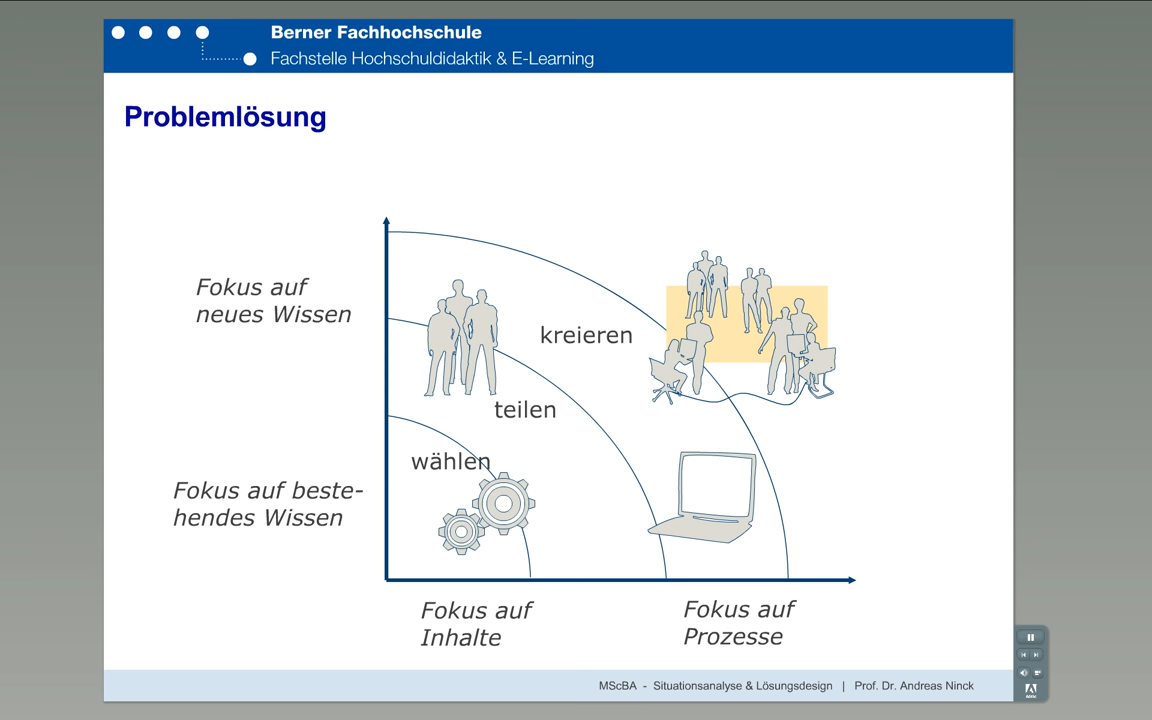 Berner Fachhochschule
Fachstelle Hochschuldidaktik & E-Learning
Problemlösung
Fokus auf
neues Wissen
kreieren
teilen
wählen
Fokus auf beste-
hendes Wissen
Fokus auf
Inhalte
Fokus auf
Prozesse
MScBA - Situationsanalyse & Lösungsdesign | Prof. Dr. Andreas Ninck